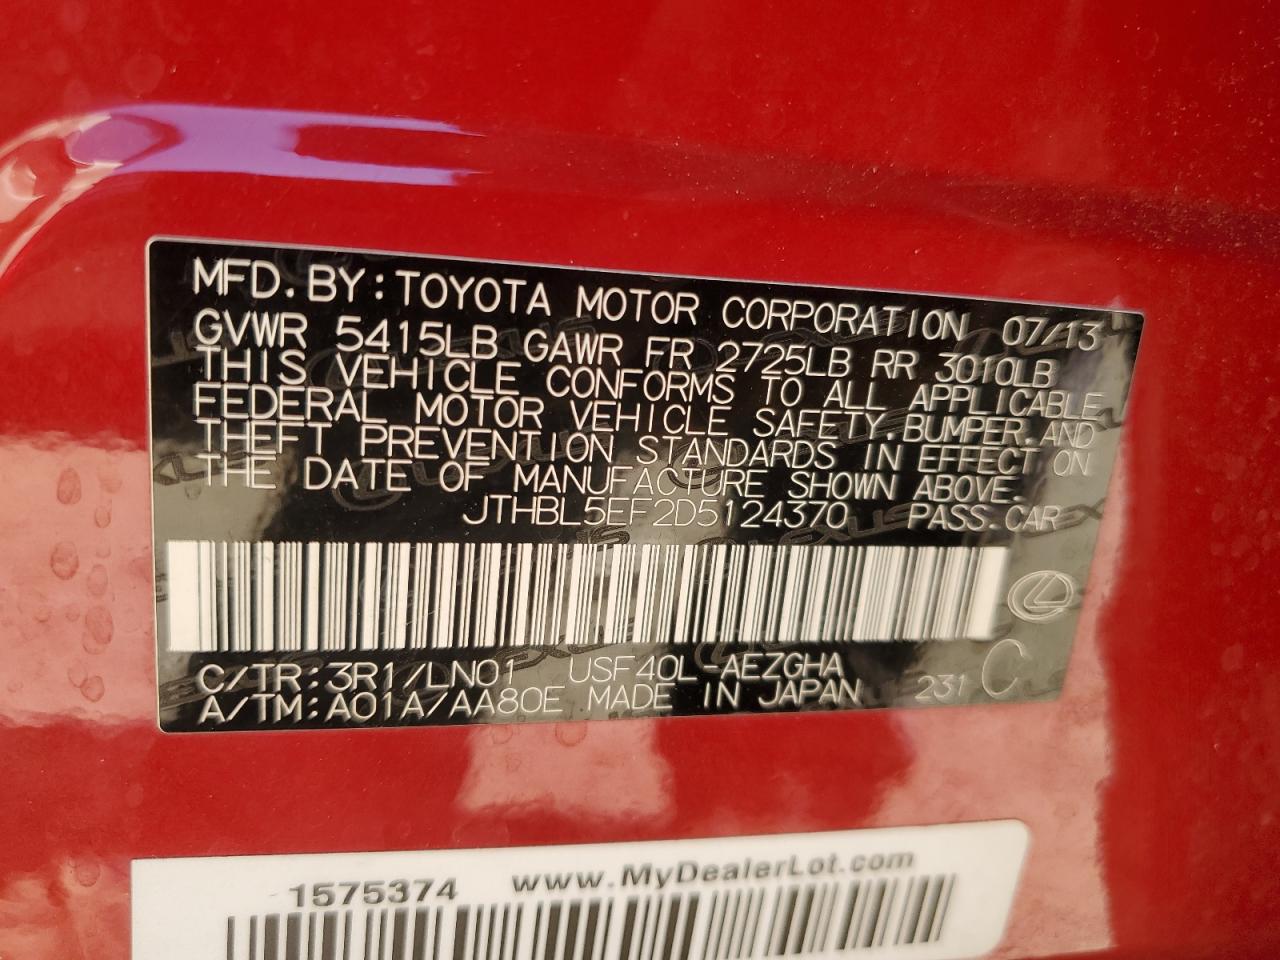 MFD. BY: TOYOTA MOTOR CORPORATION 07/13
GVWR 5415LB GAWR FR 2725LB RR 3010LB
THIS VEHICLE CONFORMS TO ALL APPLICABLE
FEDERAL MOTOR VEHICLE SAFETY, BUMPER, AND
THEFT PREVENTION STANDARDS IN EFFECT ON
THE DATE OF MANUFACTURE SHOWN ABOVE.
JTHBL5EF2D5124370 PASS. CAR
C/TR: 3R1/LN01 USF40L-AEZGHA
A/TM: A01A/AA80E MADE IN JAPAN 231 C
1575374 www.MyDealerLot.com